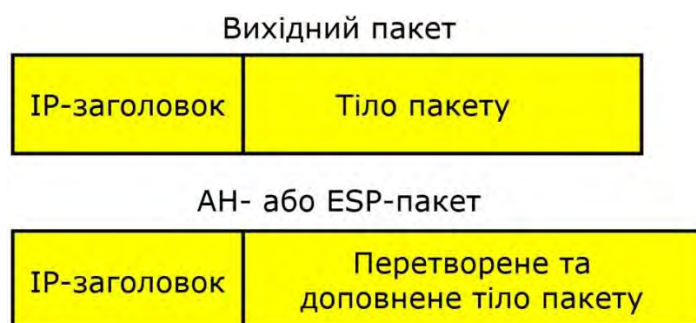 Вихідний пакет
IP-заголовок Тіло пакету
AH- або ESP-пакет
IP-заголовок Перетворене та
доповнене тіло пакету